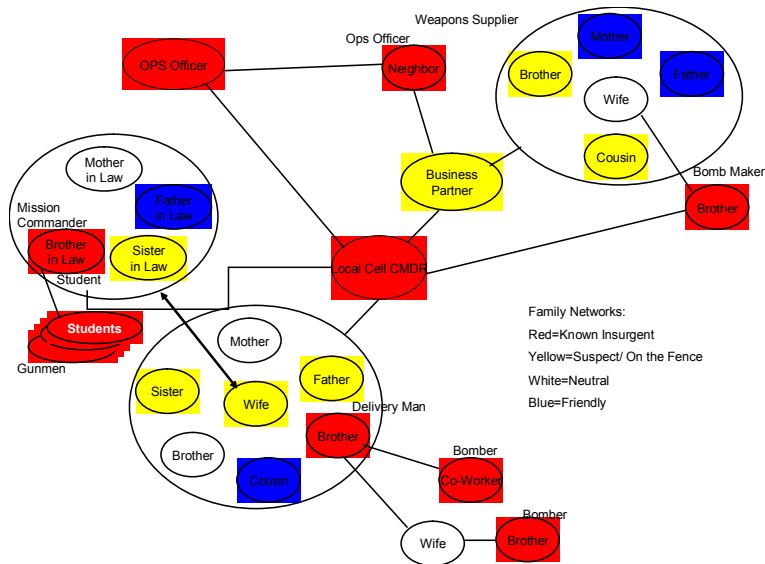 Weapons Supplier
Ops Officer
OPS Officer
Neighbor
Mother
Brother
Father
Wife
Cousin
Business
Partner
Bomb Maker
Brother
Mother
in Law
Father
in Law
Mission
Commander
Brother
in Law
Sister
in Law
Student
Students
Gunmen
Local Cell CMDR
Mother
Sister
Wife
Father
Delivery Man
Brother
Brother
Cousin
Bomber
Co-Worker
Wife
Bomber
Brother
Family Networks:
Red=Known Insurgent
Yellow=Suspect/ On the Fence
White=Neutral
Blue=Friendly